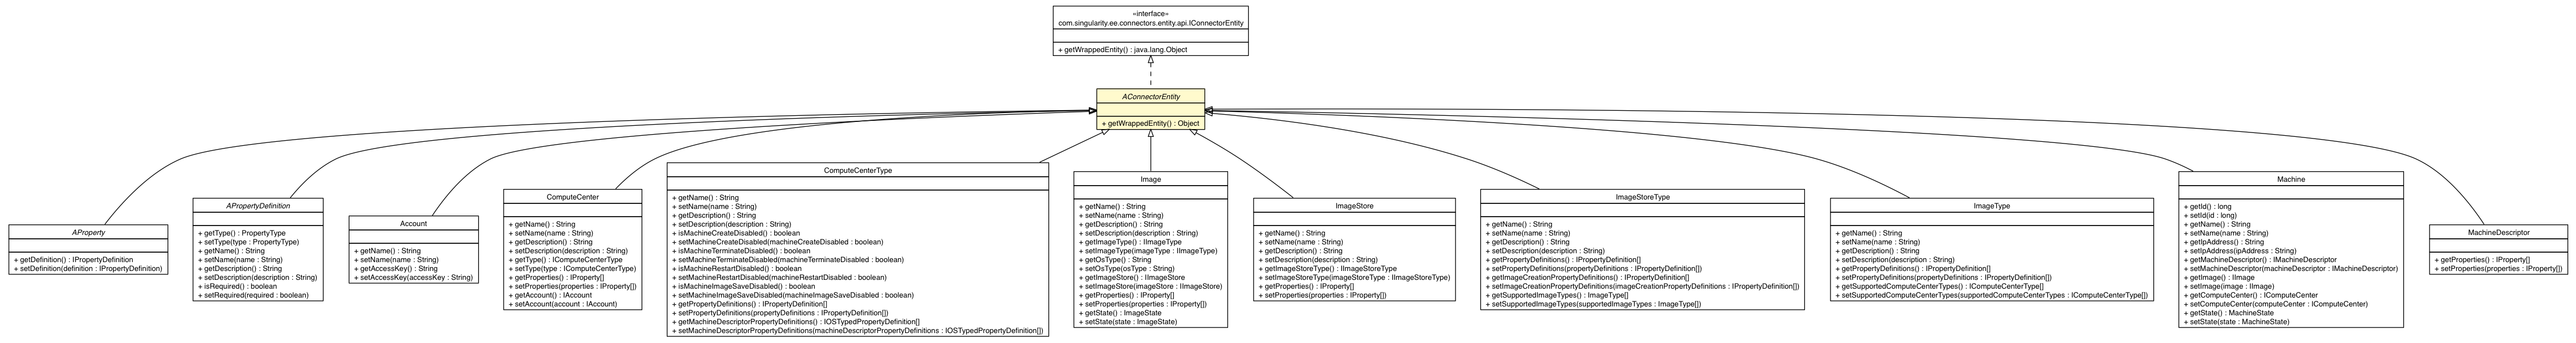 «interface»
com.singularity.ee.connectors.entity.api.IConnectorEntity
+ getWrappedEntity() : java.lang.Object
AConnectorEntity
+ getWrappedEntity() : Object
AProperty
+ getDefinition() : IPropertyDefinition
+ setDefinition(definition : IPropertyDefinition)
APropertyDefinition
+ getType() : PropertyType
+ setType(type : PropertyType)
+ getName() : String
+ setName(name : String)
+ getDescription() : String
+ setDescription(description : String)
+ isRequired() : boolean
+ setRequired(required : boolean)
Account
+ getName() : String
+ setName(name : String)
+ getAccessKey() : String
+ setAccessKey(accessKey : String)
ComputeCenter
+ getName() : String
+ setName(name : String)
+ getDescription() : String
+ setDescription(description : String)
+ getType() : IComputeCenterType
+ setType(type : IComputeCenterType)
+ getProperties() : IProperty[]
+ setProperties(properties : IProperty[])
+ getAccount() : IAccount
+ setAccount(account : IAccount)
ComputeCenterType
+ getName() : String
+ setName(name : String)
+ getDescription() : String
+ setDescription(description : String)
+ isMachineCreateDisabled() : boolean
+ setMachineCreateDisabled(machineCreateDisabled : boolean)
+ isMachineTerminateDisabled() : boolean
+ setMachineTerminateDisabled(machineTerminateDisabled : boolean)
+ isMachineRestartDisabled() : boolean
+ setMachineRestartDisabled(machineRestartDisabled : boolean)
+ isMachineImageSaveDisabled() : boolean
+ setMachineImageSaveDisabled(machineImageSaveDisabled : boolean)
+ getPropertyDefinitions() : IPropertyDefinition[]
+ setPropertyDefinitions(propertyDefinitions : IPropertyDefinition[])
+ getMachineDescriptorPropertyDefinitions() : IOSTypedPropertyDefinition[]
+ setMachineDescriptorPropertyDefinitions(machineDescriptorPropertyDefinitions : IOSTypedPropertyDefinition[])
Image
+ getName() : String
+ setName(name : String)
+ getDescription() : String
+ setDescription(description : String)
+ getImageType() : IImageType
+ setImageType(imageType : IImageType)
+ getOsType() : String
+ setOsType(osType : String)
+ getImageStore() : IImageStore
+ setImageStore(imageStore : IImageStore)
+ getProperties() : IProperty[]
+ setProperties(properties : IProperty[])
+ getState() : ImageState
+ setState(state : ImageState)
ImageStore
+ getName() : String
+ setName(name : String)
+ getDescription() : String
+ setDescription(description : String)
+ getImageStoreType() : IImageStoreType
+ setImageStoreType(imageStoreType : IImageStoreType)
+ getProperties() : IProperty[]
+ setProperties(properties : IProperty[])
ImageStoreType
+ getName() : String
+ setName(name : String)
+ getDescription() : String
+ setDescription(description : String)
+ getPropertyDefinitions() : IPropertyDefinition[]
+ setPropertyDefinitions(propertyDefinitions : IPropertyDefinition[])
+ getImageCreationPropertyDefinitions() : IPropertyDefinition[]
+ setImageCreationPropertyDefinitions(imageCreationPropertyDefinitions : IPropertyDefinition[])
+ getSupportedImageTypes() : ImageType[]
+ setSupportedImageTypes(supportedImageTypes : ImageType[])
ImageType
+ getName() : String
+ setName(name : String)
+ getDescription() : String
+ setDescription(description : String)
+ getPropertyDefinitions() : IPropertyDefinition[]
+ setPropertyDefinitions(propertyDefinitions : IPropertyDefinition[])
+ getSupportedComputeCenterTypes() : IComputeCenterType[]
+ setSupportedComputeCenterTypes(supportedComputeCenterTypes : IComputeCenterType[])
Machine
+ getId() : long
+ setId(id : long)
+ getName() : String
+ setName(name : String)
+ getIpAddress() : String
+ setIpAddress(ipAddress : String)
+ getMachineDescriptor() : IMachineDescriptor
+ setMachineDescriptor(machineDescriptor : IMachineDescriptor)
+ getImage() : IImage
+ setImage(image : IImage)
+ getComputeCenter() : IComputeCenter
+ setComputeCenter(computeCenter : IComputeCenter)
+ getState() : MachineState
+ setState(state : MachineState)
MachineDescriptor
+ getProperties() : IProperty[]
+ setProperties(properties : IProperty[])